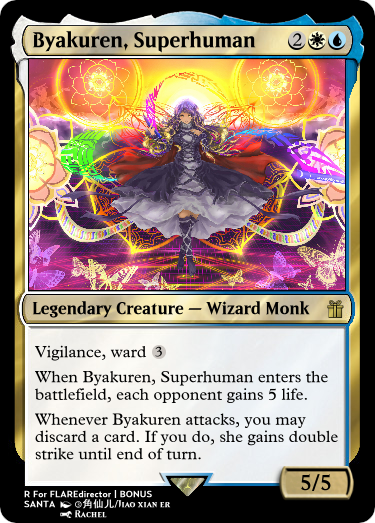 Byakuren, Superhuman 2
Legendary Creature — Wizard Monk
Vigilance, ward 3
When Byakuren, Superhuman enters the
battlefield, each opponent gains 5 life.
Whenever Byakuren attacks, you may
discard a card. If you do, she gains double
strike until end of turn.
5/5
R For FLAREdirector | BONUS
SANTA ☺角仙儿/JIAO XIAN ER
Rachel